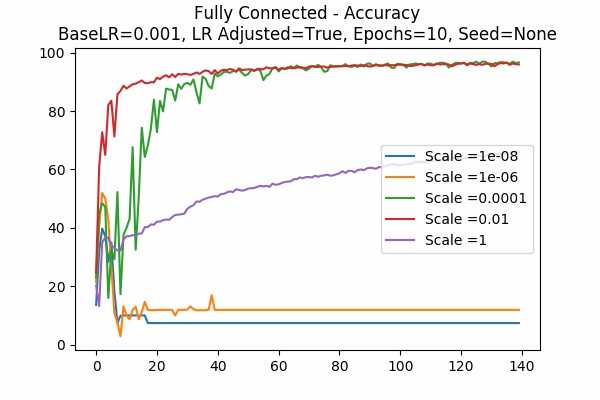 Fully Connected - Accuracy
BaseLR=0.001, LR Adjusted=True, Epochs=10, Seed=None
100
80
60
40
20
0
Scale =1e-08
Scale =1e-06
Scale =0.0001
Scale =0.01
Scale =1
0 20 40 60 80 100 120 140